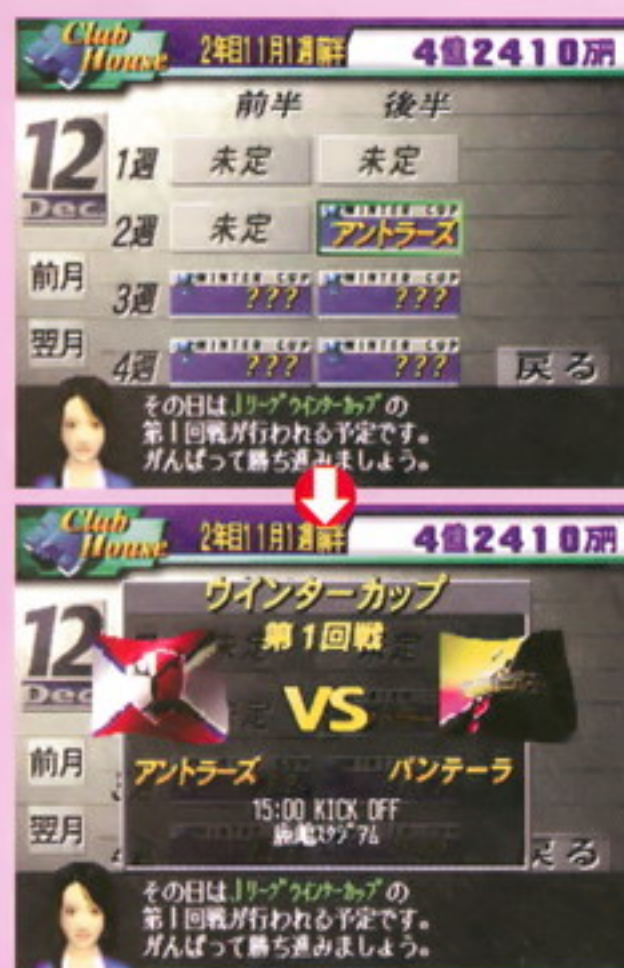 Club House 2年目11月1週前半 4億2410万円
前半 後半
12 Dec
1週 未定 未定
WINTER CUP
2週 未定 アントラーズ
前月
WINTER CUP WINTER CUP
3週 ??? ???
翌月
WINTER CUP WINTER CUP
4週 ??? ??? 戻る
その日はJリーグウインターカップの
第1回戦が行われる予定です。
がんばって勝ち進みましょう。
Club House 2年目11月1週前半 4億2410万円
ウインターカップ
12 Dec 第1回戦
VS
前月 アントラーズ パンテーラ
15:00 KICK OFF
翌月 スタジアム 戻る
その日はJリーグウインターカップの
第1回戦が行われる予定です。
がんばって勝ち進みましょう。